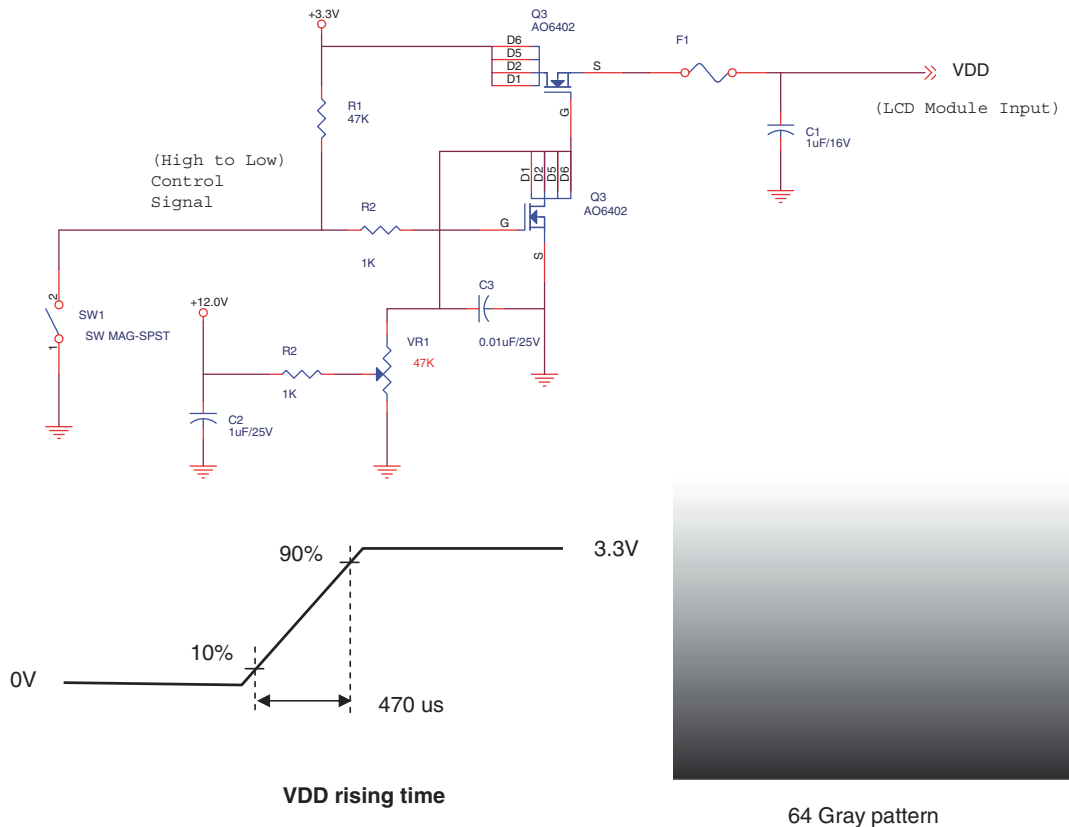 +3.3V
Q3
AO6402
D6
D5
D2
D1
S
G
F1
VDD
(LCD Module Input)
R1
47K
C1
1uF/16V
(High to Low)
Control
Signal
D1
D2
D5
D6
Q3
AO6402
R2
1K
G
S
2
1
SW1
SW MAG-SPST
+12.0V
C3
0.01uF/25V
R2
1K
VR1
47K
C2
1uF/25V
90%
3.3V
10%
0V
470 us
VDD rising time
64 Gray pattern